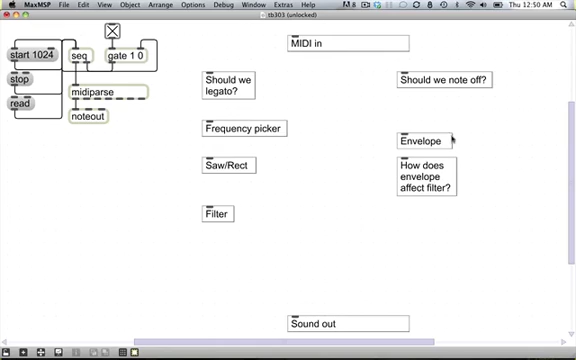 MaxMSP File Edit View Object Arrange Options Extras Window Help
8
Thu 12:50 AM
tb303 (unlocked)
start 1024
seq
gate 1 0
stop
read
midiparse
noteout
MIDI in
Should we
legato?
Should we note off?
Frequency picker
Envelope
Saw/Rect
How does
envelope
affect filter?
Filter
Sound out